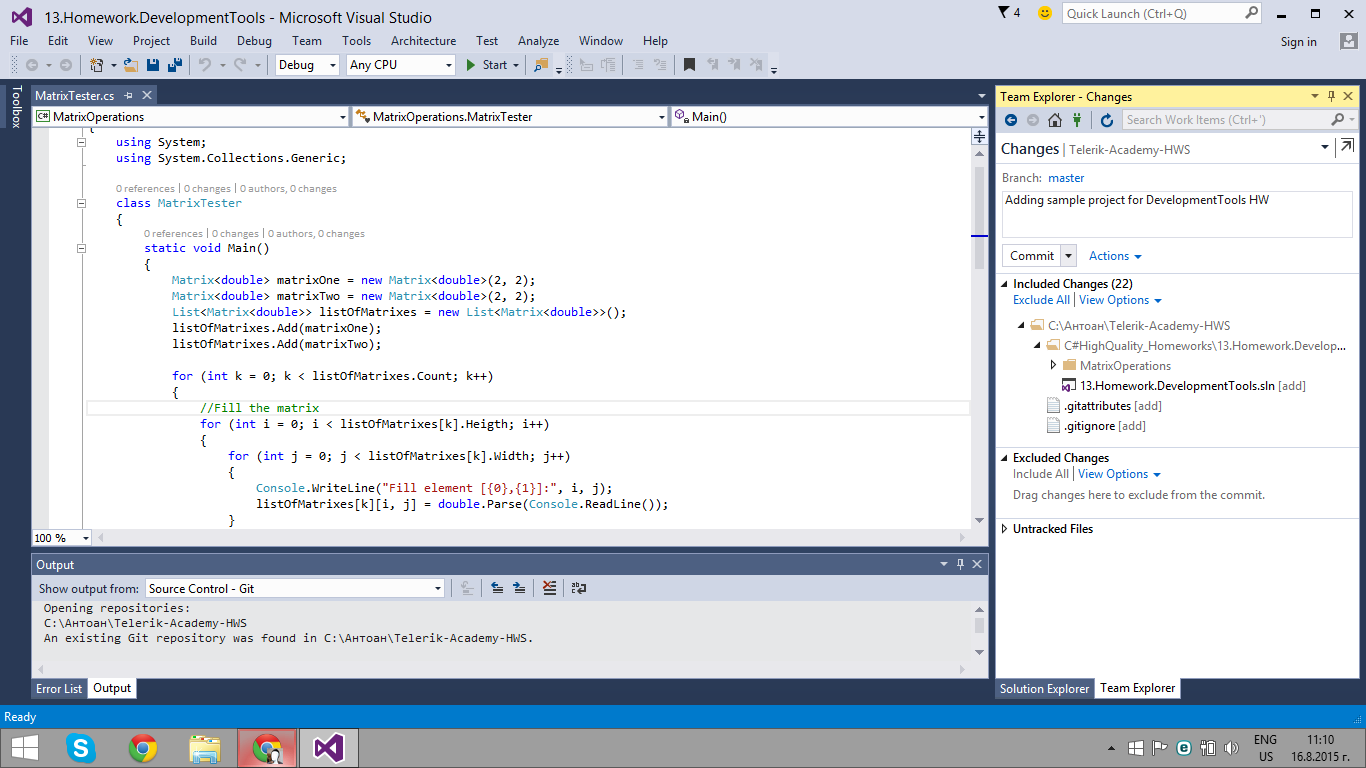 13.Homework.DevelopmentTools - Microsoft Visual Studio
4
Quick Launch (Ctrl+Q)
File Edit View Project Build Debug Team Tools Architecture Test Analyze Window Help
Sign in
Debug Any CPU Start
Toolbox
MatrixTester.cs
C# MatrixOperations
MatrixOperations.MatrixTester
Main()
{
using System;
using System.Collections.Generic;
0 references | 0 changes | 0 authors, 0 changes
class MatrixTester
{
0 references | 0 changes | 0 authors, 0 changes
static void Main()
{
Matrix<double> matrixOne = new Matrix<double>(2, 2);
Matrix<double> matrixTwo = new Matrix<double>(2, 2);
List<Matrix<double>> listOfMatrixes = new List<Matrix<double>>();
listOfMatrixes.Add(matrixOne);
listOfMatrixes.Add(matrixTwo);
for (int k = 0; k < listOfMatrixes.Count; k++)
{
//Fill the matrix
for (int i = 0; i < listOfMatrixes[k].Heigth; i++)
{
for (int j = 0; j < listOfMatrixes[k].Width; j++)
{
Console.WriteLine("Fill element [{0},{1}]:", i, j);
listOfMatrixes[k][i, j] = double.Parse(Console.ReadLine());
}
100 %
Output
Show output from: Source Control - Git
Opening repositories:
C:\Антоан\Telerik-Academy-HWS
An existing Git repository was found in C:\Антоан\Telerik-Academy-HWS.
Error List Output
Team Explorer - Changes
Search Work Items (Ctrl+')
Changes | Telerik-Academy-HWS
Branch: master
Adding sample project for DevelopmentTools HW
Commit Actions
Included Changes (22)
Exclude All | View Options
C:\Антоан\Telerik-Academy-HWS
C#HighQuality_Homeworks\13.Homework.Develop...
MatrixOperations
13.Homework.DevelopmentTools.sln [add]
.gitattributes [add]
.gitignore [add]
Excluded Changes
Include All | View Options
Drag changes here to exclude from the commit.
Untracked Files
Solution Explorer Team Explorer
Ready
ENG
US
11:10
16.8.2015 г.